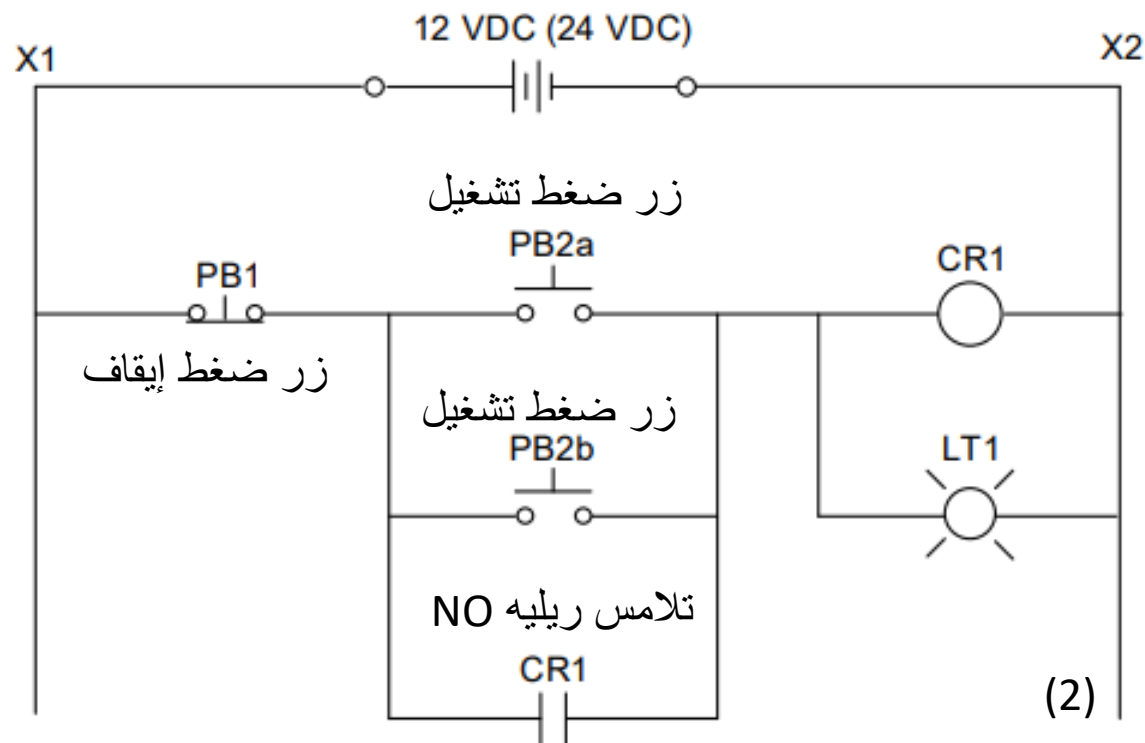 12 VDC (24 VDC)
X1
X2
زر ضغط تشغيل
PB2a
PB1
CR1
زر ضغط إيقاف
زر ضغط تشغيل
PB2b
LT1
تلامس ريليه NO
CR1
(2)